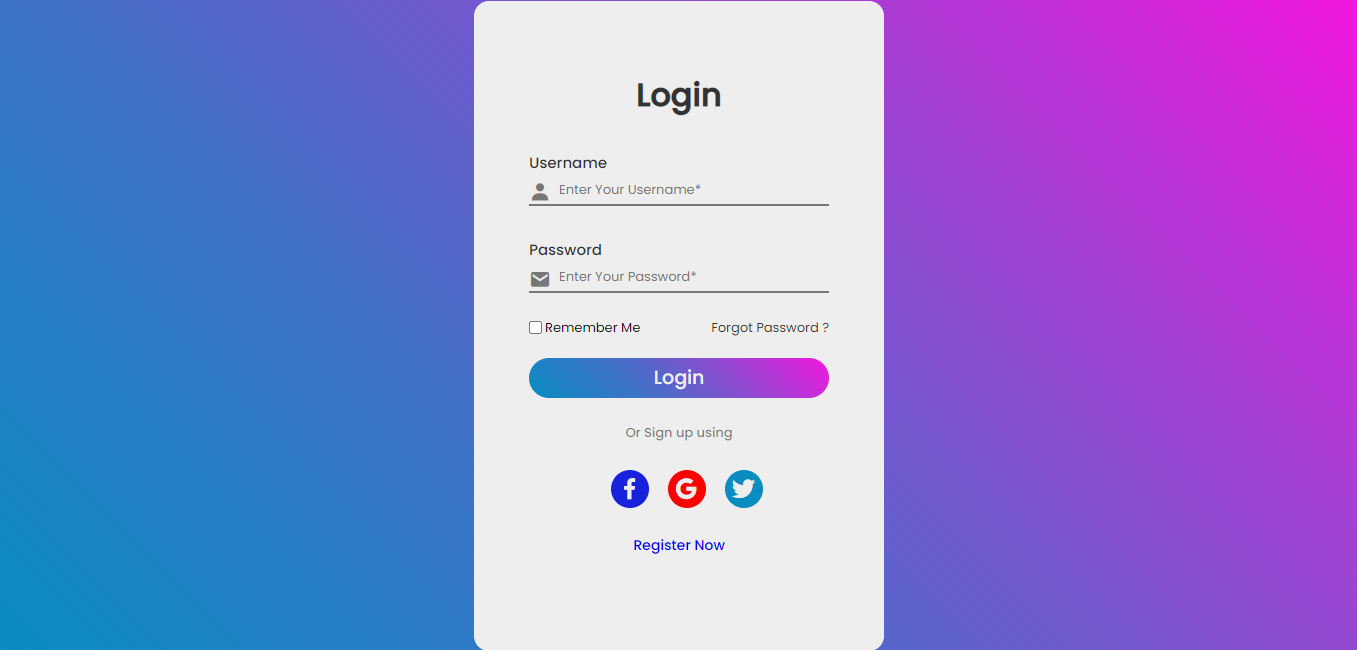 Login
Username
Enter Your Username*
Password
Enter Your Password*
Remember Me Forgot Password ?
Login
Or Sign up using
Register Now